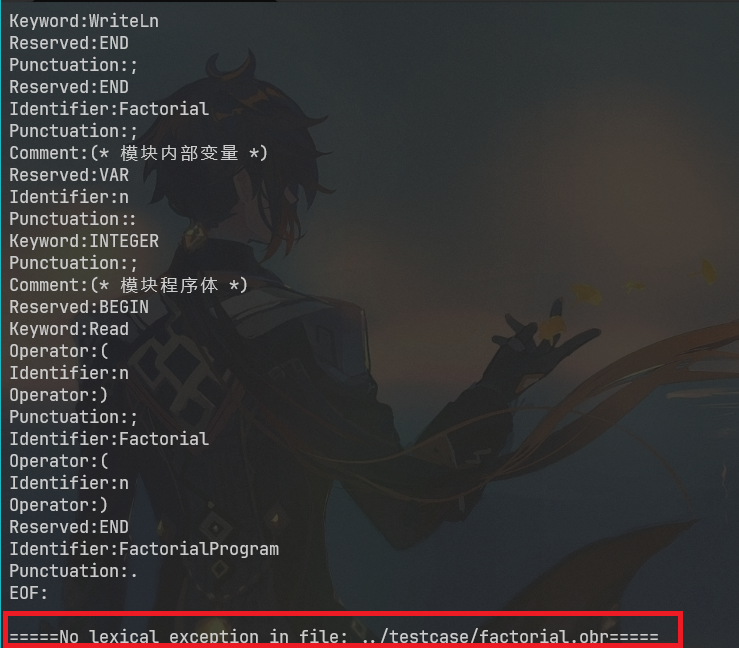 Keyword:WriteLn
Reserved:END
Punctuation:;
Reserved:END
Identifier:Factorial
Punctuation:;
Comment:(* 模块内部变量 *)
Reserved:VAR
Identifier:n
Punctuation::
Keyword:INTEGER
Punctuation:;
Comment:(* 模块程序体 *)
Reserved:BEGIN
Keyword:Read
Operator:(
Identifier:n
Operator:)
Punctuation:;
Identifier:Factorial
Operator:(
Identifier:n
Operator:)
Reserved:END
Identifier:FactorialProgram
Punctuation:.
EOF:
=====No lexical exception in file: ../testcase/factorial.obr=====